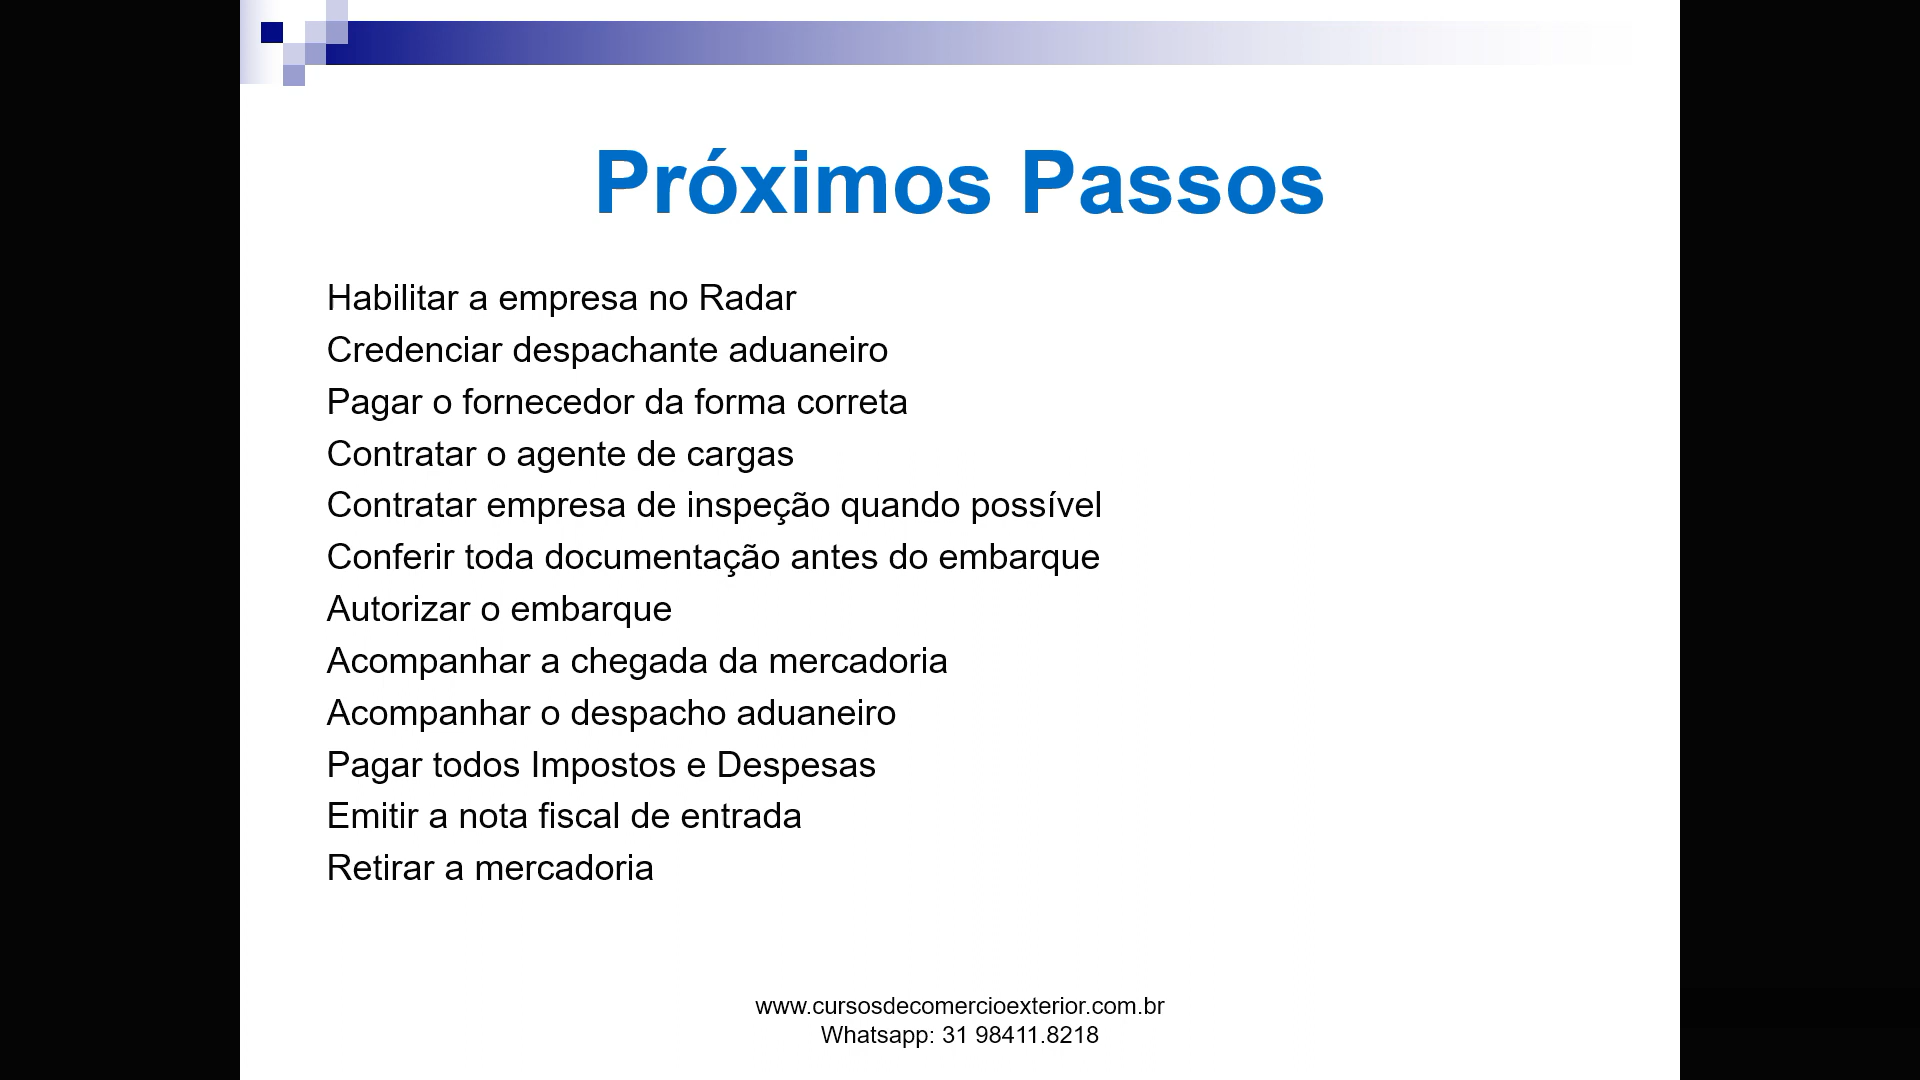 Próximos Passos
Habilitar a empresa no Radar
Credenciar despachante aduaneiro
Pagar o fornecedor da forma correta
Contratar o agente de cargas
Contratar empresa de inspeção quando possível
Conferir toda documentação antes do embarque
Autorizar o embarque
Acompanhar a chegada da mercadoria
Acompanhar o despacho aduaneiro
Pagar todos Impostos e Despesas
Emitir a nota fiscal de entrada
Retirar a mercadoria
www.cursosdecomercioexterior.com.br
Whatsapp: 31 98411.8218